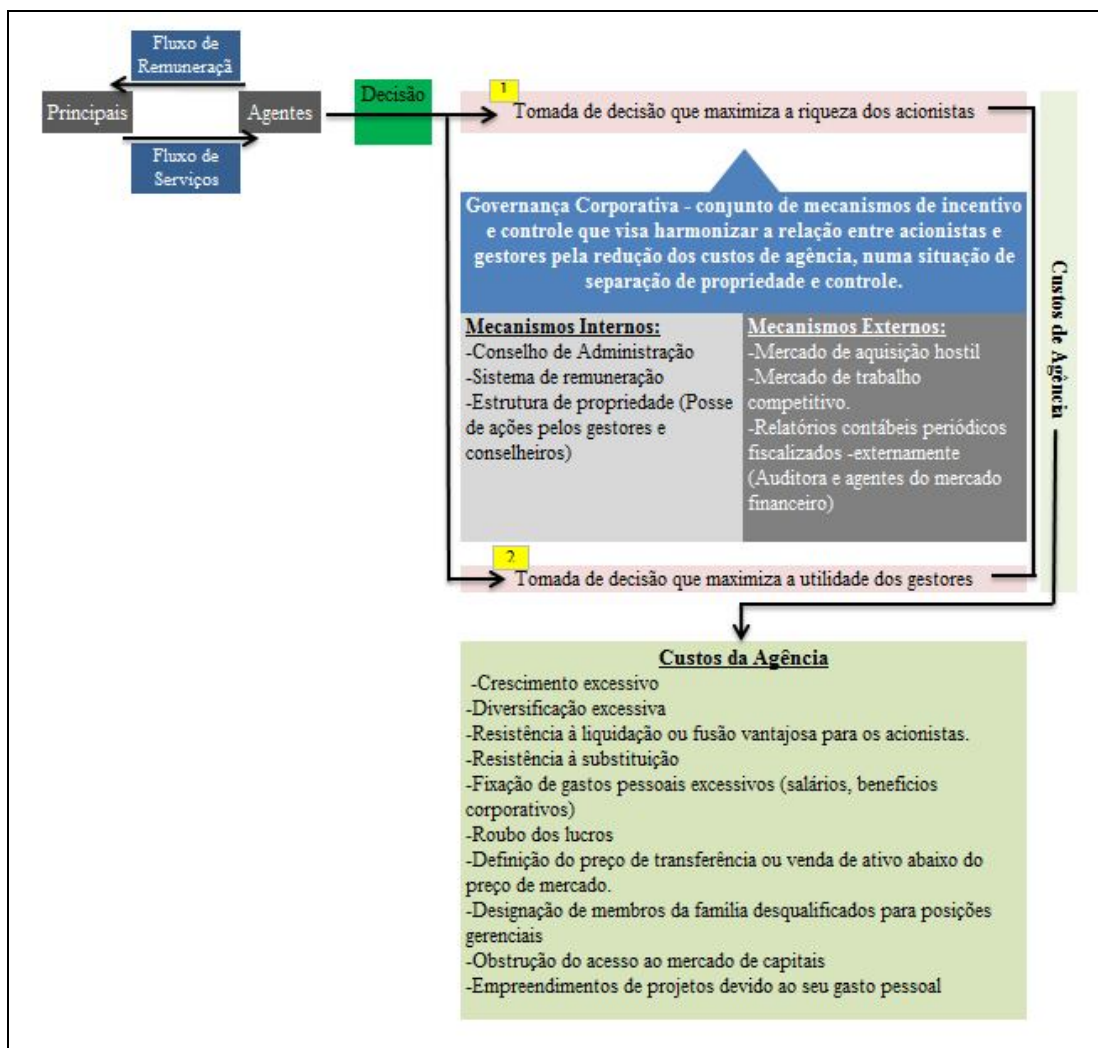 Fluxo de
Remuneraçã
Principais
Agentes
Fluxo de
Serviços
Decisão
1
Tomada de decisão que maximiza a riqueza dos acionistas
Governança Corporativa - conjunto de mecanismos de incentivo
e controle que visa harmonizar a relação entre acionistas e
gestores pela redução dos custos de agência, numa situação de
separação de propriedade e controle.
Mecanismos Internos:
-Conselho de Administração
-Sistema de remuneração
-Estrutura de propriedade (Posse
de ações pelos gestores e
conselheiros)
Mecanismos Externos:
-Mercado de aquisição hostil
-Mercado de trabalho
competitivo.
-Relatórios contábeis periódicos
fiscalizados -externamente
(Auditora e agentes do mercado
financeiro)
2
Tomada de decisão que maximiza a utilidade dos gestores
Custos de Agência
Custos da Agência
-Crescimento excessivo
-Diversificação excessiva
-Resistência à liquidação ou fusão vantajosa para os acionistas.
-Resistência à substituição
-Fixação de gastos pessoais excessivos (salários, benefícios
corporativos)
-Roubo dos lucros
-Definição do preço de transferência ou venda de ativo abaixo do
preço de mercado.
-Designação de membros da família desqualificados para posições
gerenciais
-Obstrução do acesso ao mercado de capitais
-Empreendimentos de projetos devido ao seu gasto pessoal